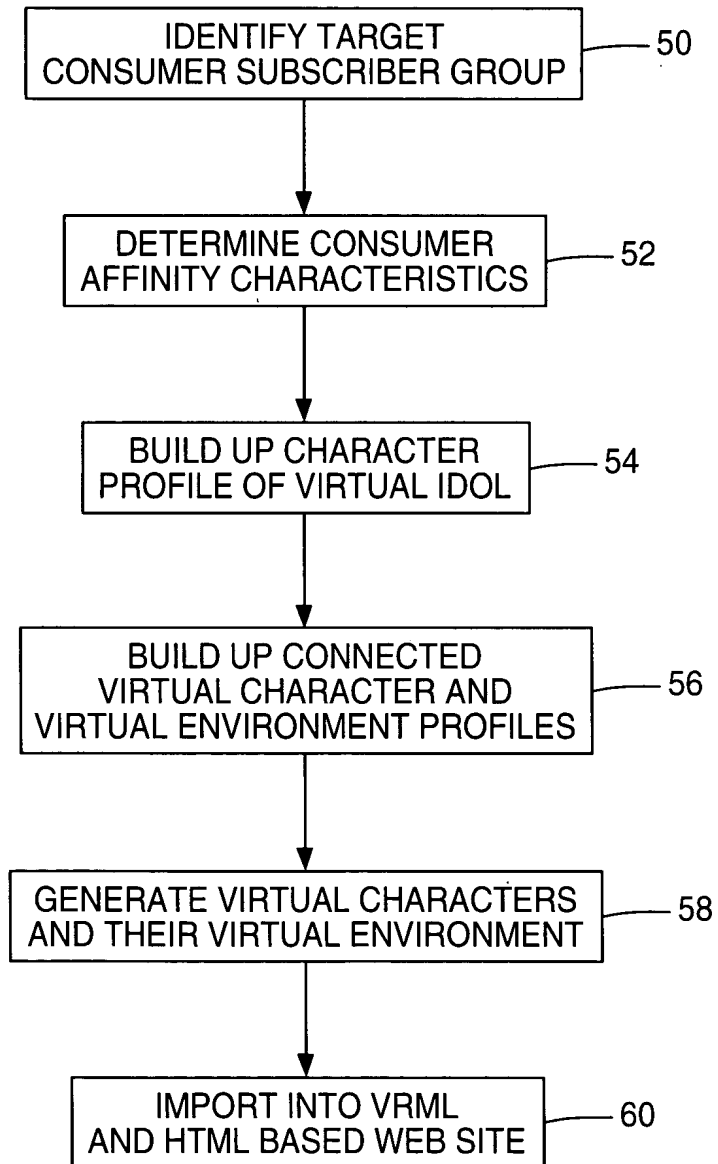 IDENTIFY TARGET
CONSUMER SUBSCRIBER GROUP
50
DETERMINE CONSUMER
AFFINITY CHARACTERISTICS
52
BUILD UP CHARACTER
PROFILE OF VIRTUAL IDOL
54
BUILD UP CONNECTED
VIRTUAL CHARACTER AND
VIRTUAL ENVIRONMENT PROFILES
56
GENERATE VIRTUAL CHARACTERS
AND THEIR VIRTUAL ENVIRONMENT
58
IMPORT INTO VRML
AND HTML BASED WEB SITE
60